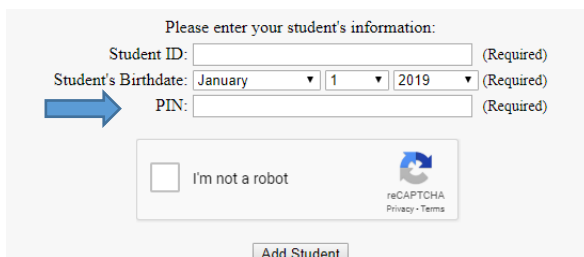 Please enter your student's information:
Student ID: (Required)
Student's Birthdate: January 1 2019 (Required)
PIN: (Required)
I'm not a robot
reCAPTCHA
Privacy - Terms
Add Student